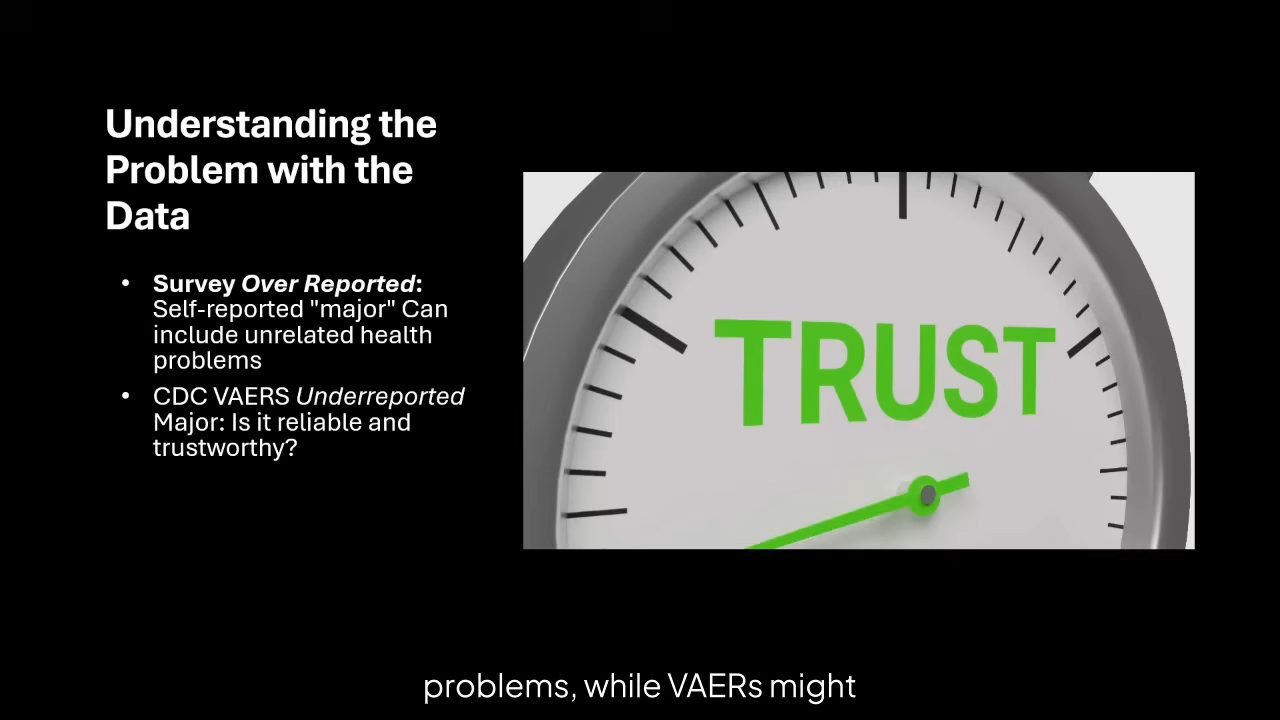 Understanding the
Problem with the
Data
• Survey Over Reported:
Self-reported "major" Can
include unrelated health
problems
• CDC VAERS Underreported
Major: Is it reliable and
trustworthy?
TRUST
problems, while VAERs might